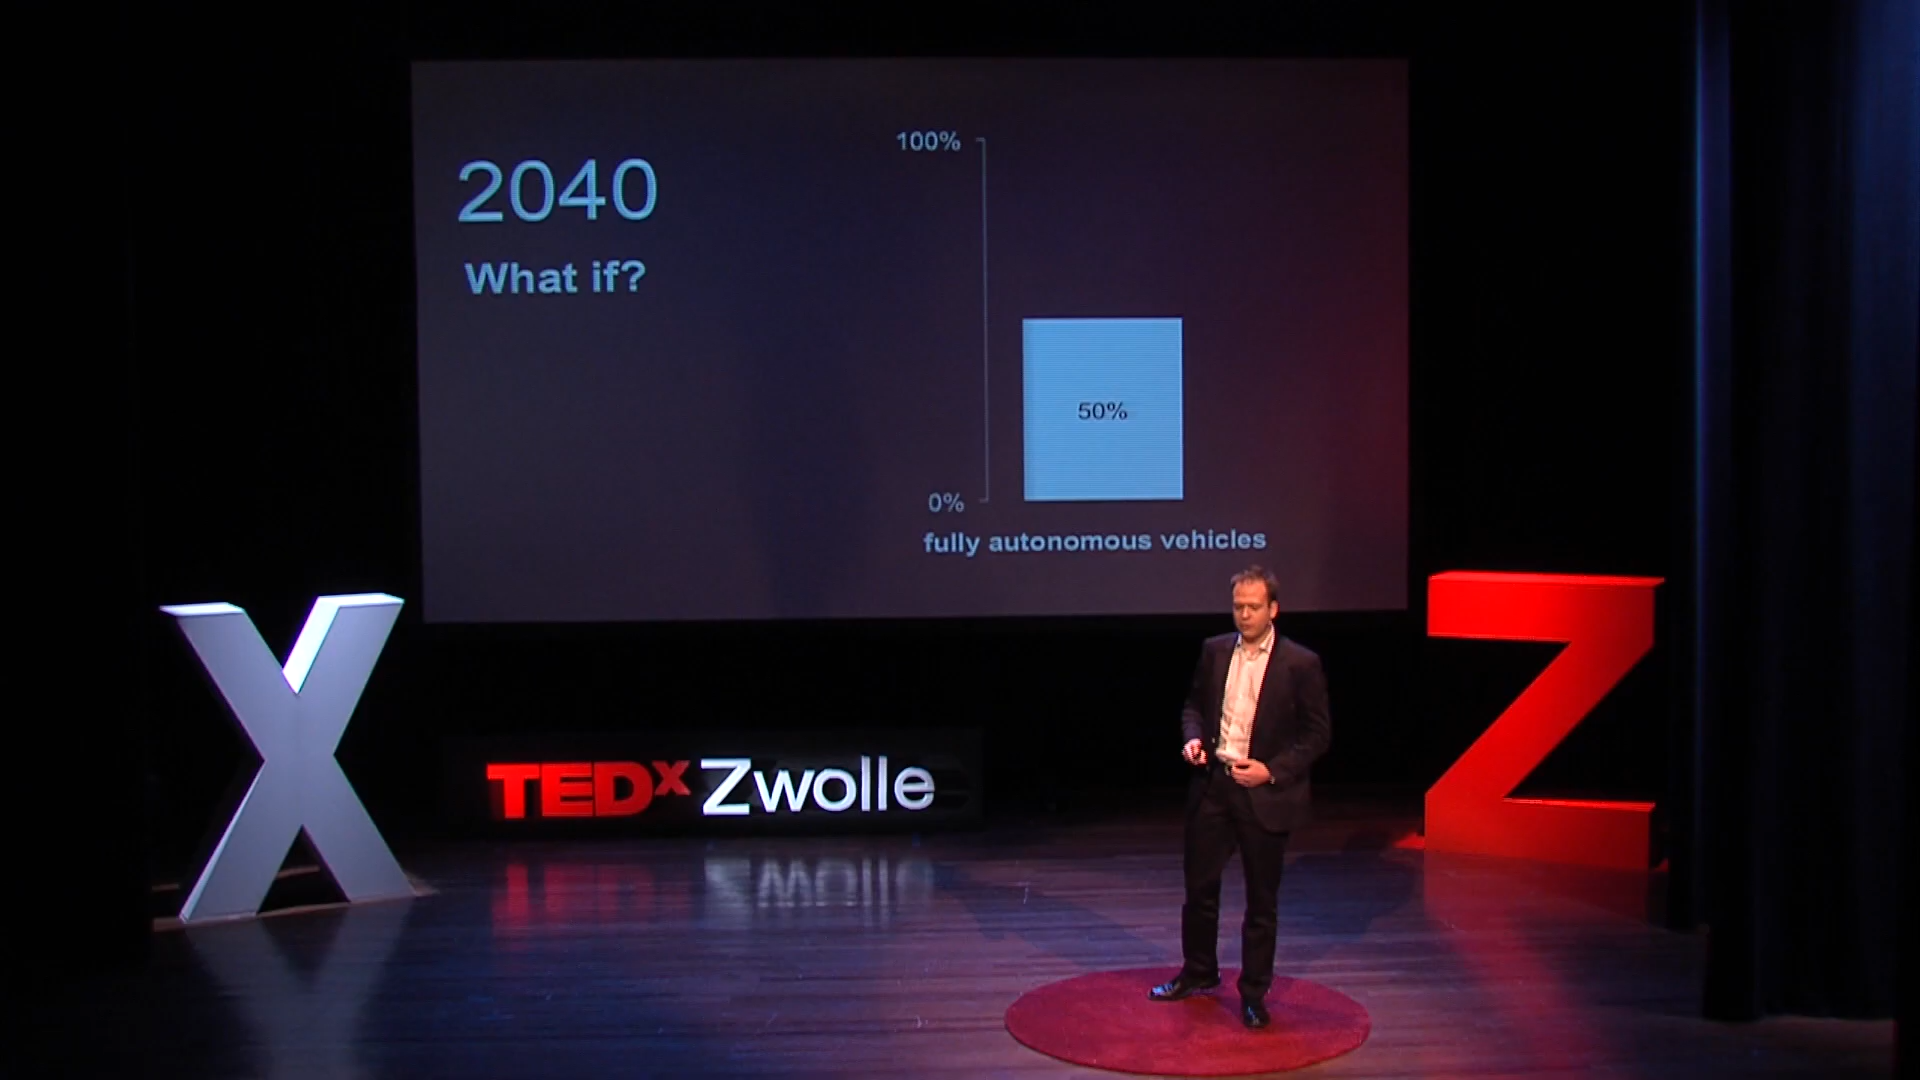 2040
What if?
100%
50%
0%
fully autonomous vehicles
X
TEDx Zwolle
Z